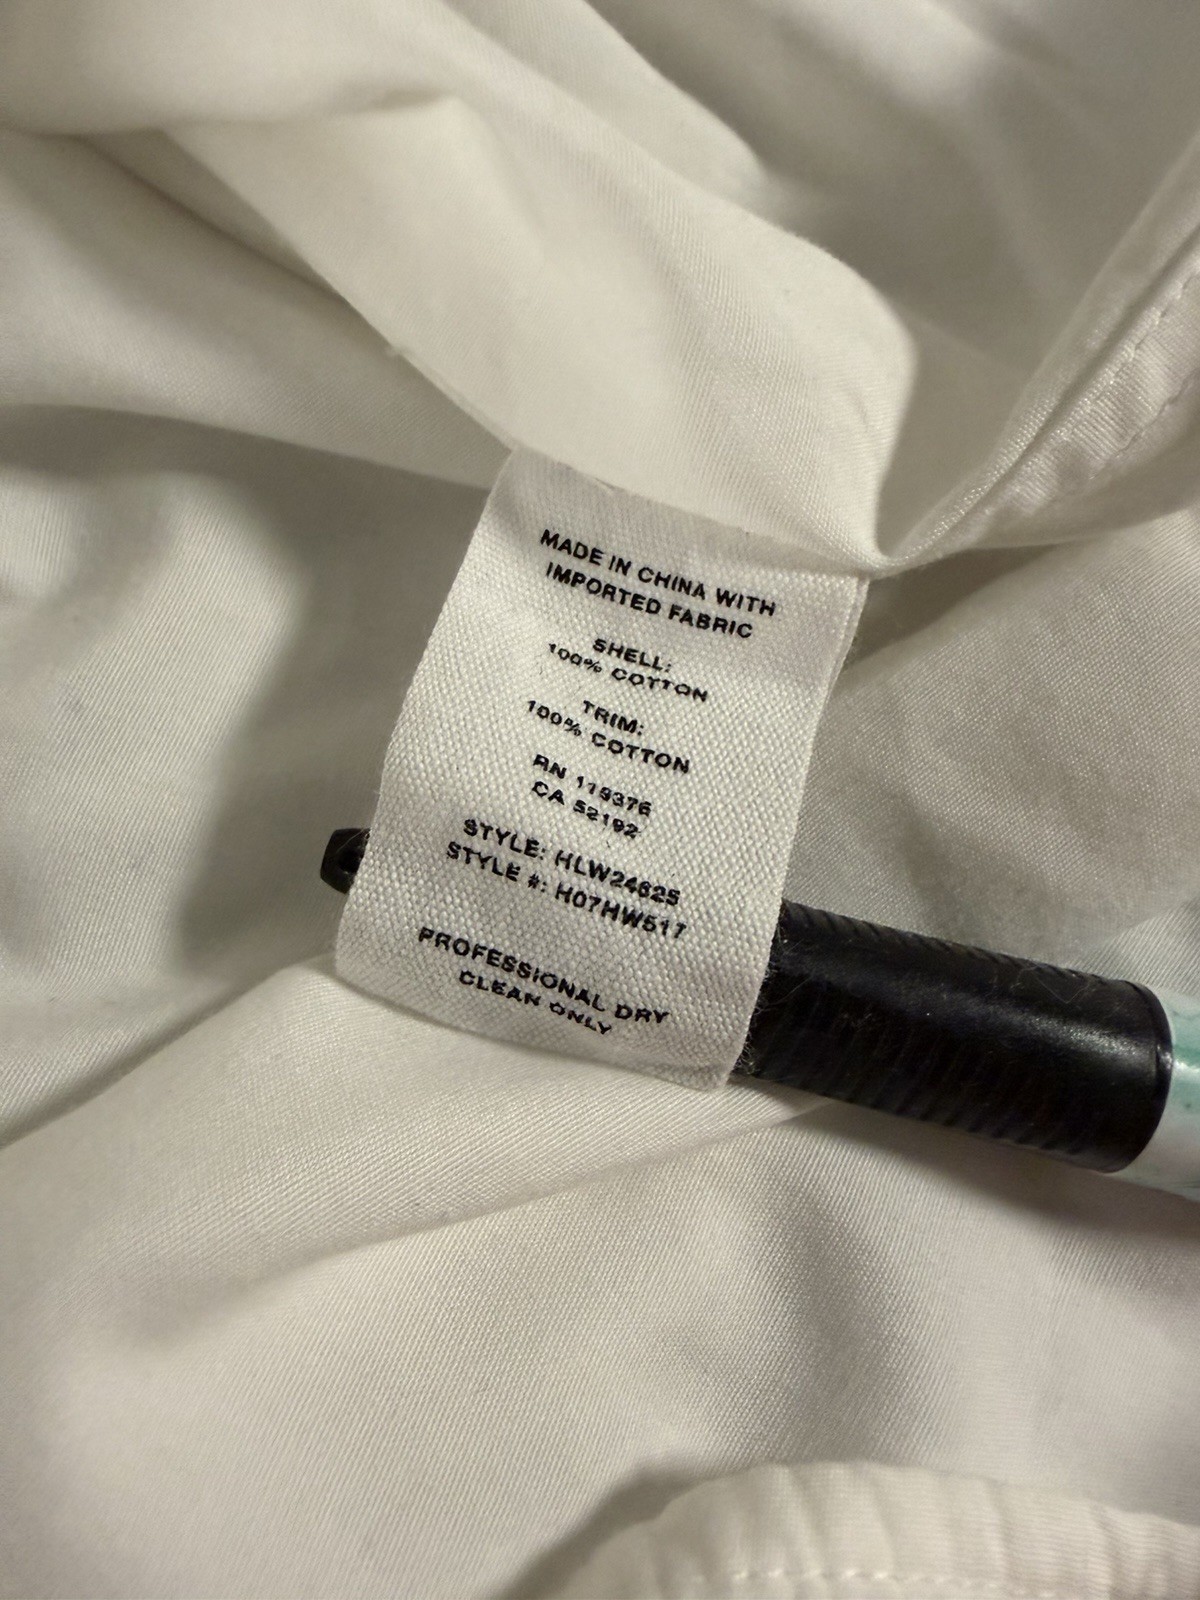 MADE IN CHINA WITH
IMPORTED FABRIC
SHELL:
100% COTTON
TRIM:
100% COTTON
RN 119376
CA 52192
STYLE: HLW24625
STYLE #: H07HW517
PROFESSIONAL DRY
CLEAN ONLY